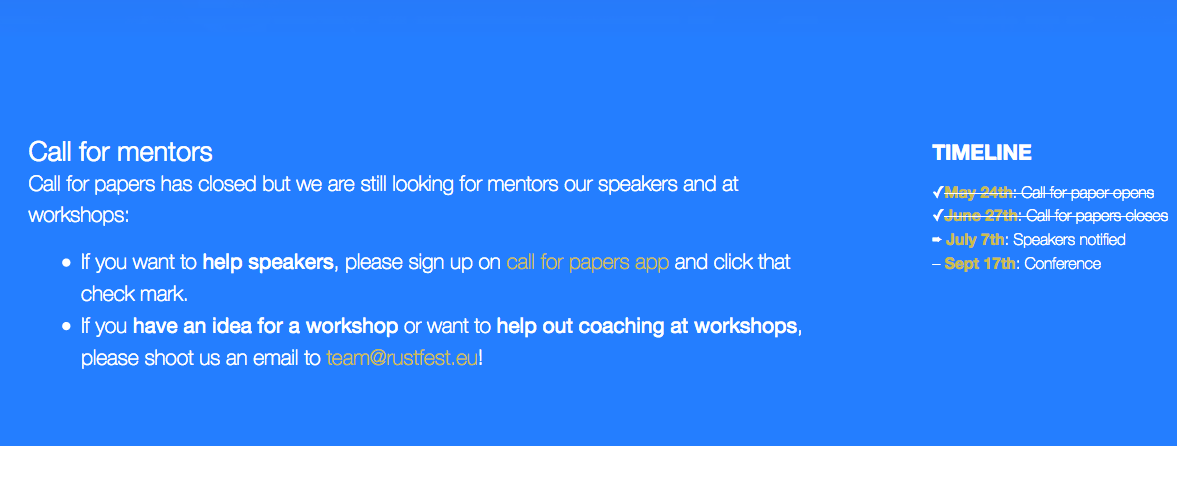 Call for mentors
Call for papers has closed but we are still looking for mentors our speakers and at
workshops:
• If you want to help speakers, please sign up on call for papers app and click that
check mark.
• If you have an idea for a workshop or want to help out coaching at workshops,
please shoot us an email to team@rustfest.eu!
TIMELINE
✓May 24th: Call for paper opens
✓June 27th: Call for papers closes
➨ July 7th: Speakers notified
– Sept 17th: Conference